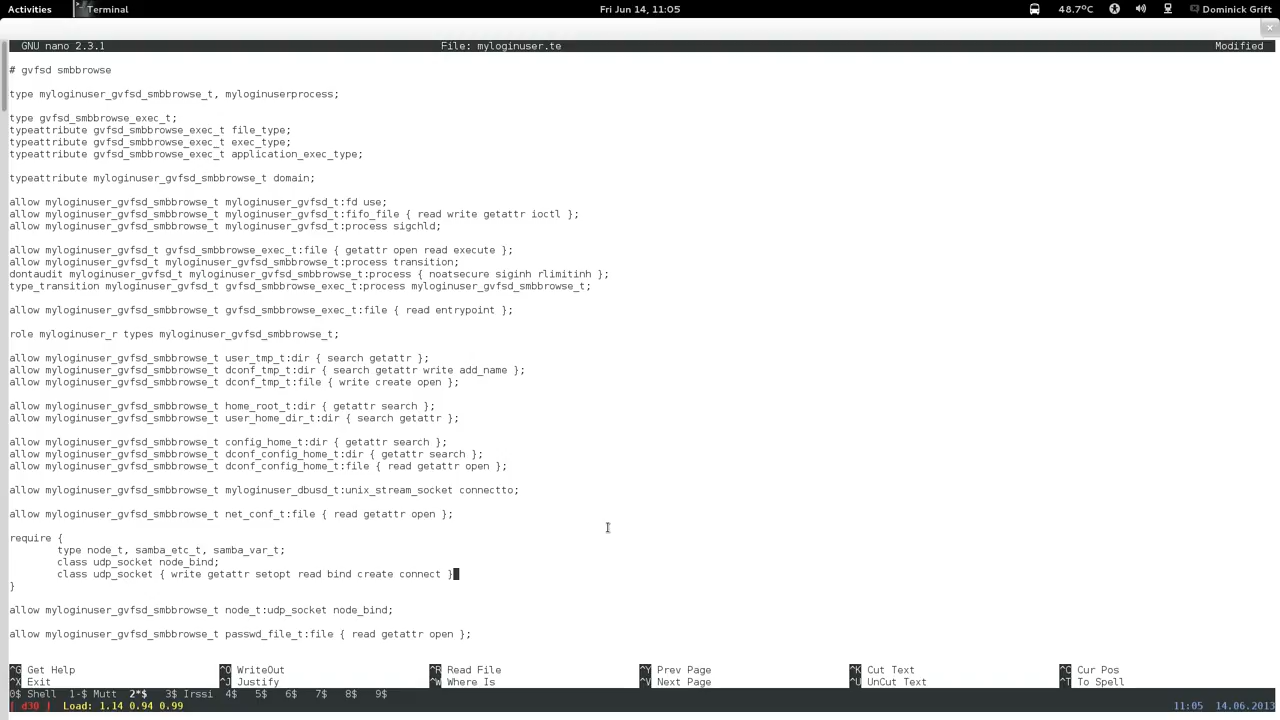 Activities Terminal Fri Jun 14, 11:05 48.7°C Dominick Grift
GNU nano 2.3.1 File: myloginuser.te Modified
# gvfsd smbbrowse
type myloginuser_gvfsd_smbbrowse_t, myloginuserprocess;
type gvfsd_smbbrowse_exec_t;
typeattribute gvfsd_smbbrowse_exec_t file_type;
typeattribute gvfsd_smbbrowse_exec_t exec_type;
typeattribute gvfsd_smbbrowse_exec_t application_exec_type;
typeattribute myloginuser_gvfsd_smbbrowse_t domain;
allow myloginuser_gvfsd_smbbrowse_t myloginuser_gvfsd_t:fd use;
allow myloginuser_gvfsd_smbbrowse_t myloginuser_gvfsd_t:fifo_file { read write getattr ioctl };
allow myloginuser_gvfsd_smbbrowse_t myloginuser_gvfsd_t:process sigchld;
allow myloginuser_gvfsd_t gvfsd_smbbrowse_exec_t:file { getattr open read execute };
allow myloginuser_gvfsd_t myloginuser_gvfsd_smbbrowse_t:process transition;
dontaudit myloginuser_gvfsd_t myloginuser_gvfsd_smbbrowse_t:process { noatsecure siginh rlimitinh };
type_transition myloginuser_gvfsd_t gvfsd_smbbrowse_exec_t:process myloginuser_gvfsd_smbbrowse_t;
allow myloginuser_gvfsd_smbbrowse_t gvfsd_smbbrowse_exec_t:file { read entrypoint };
role myloginuser_r types myloginuser_gvfsd_smbbrowse_t;
allow myloginuser_gvfsd_smbbrowse_t user_tmp_t:dir { search getattr };
allow myloginuser_gvfsd_smbbrowse_t dconf_tmp_t:dir { search getattr write add_name };
allow myloginuser_gvfsd_smbbrowse_t dconf_tmp_t:file { write create open };
allow myloginuser_gvfsd_smbbrowse_t home_root_t:dir { getattr search };
allow myloginuser_gvfsd_smbbrowse_t user_home_dir_t:dir { search getattr };
allow myloginuser_gvfsd_smbbrowse_t config_home_t:dir { getattr search };
allow myloginuser_gvfsd_smbbrowse_t dconf_config_home_t:dir { getattr search };
allow myloginuser_gvfsd_smbbrowse_t dconf_config_home_t:file { read getattr open };
allow myloginuser_gvfsd_smbbrowse_t myloginuser_dbusd_t:unix_stream_socket connectto;
allow myloginuser_gvfsd_smbbrowse_t net_conf_t:file { read getattr open };
require {
type node_t, samba_etc_t, samba_var_t;
class udp_socket node_bind;
class udp_socket { write getattr setopt read bind create connect }
}
allow myloginuser_gvfsd_smbbrowse_t node_t:udp_socket node_bind;
allow myloginuser_gvfsd_smbbrowse_t passwd_file_t:file { read getattr open };
^G Get Help ^O WriteOut ^R Read File ^Y Prev Page ^K Cut Text ^C Cur Pos
^X Exit ^J Justify ^W Where Is ^V Next Page ^U UnCut Text ^T To Spell
0$ Shell 1-$ Mutt 2*$ 3$ Irssi 4$ 5$ 6$ 7$ 8$ 9$
[ d30 ] Load: 1.14 0.94 0.99 11:05 14.06.2013